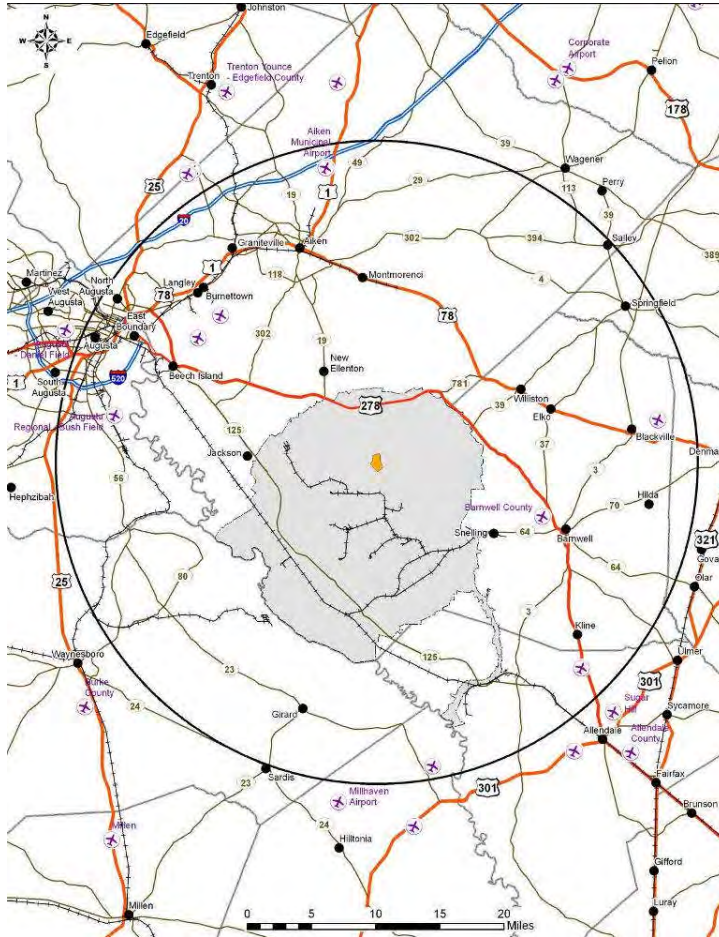 N
W E
S
Johnston
Edgefield
Trenton
Trenton Younce
- Edgefield County
Corporate
Airport
Pelion
178
Aiken
Municipal
Airport
49
39
Wagener
25
19
1
29
113
Perry
39
20
Graniteville
Aiken
302
394
Salley
389
Martinez
North
Augusta
West
Augusta
1
Langley
Burnettown
118
Montmorenci
4
78
78
Springfield
East
Boundary
302
19
Augusta
- Daniel Field
New
Ellenton
Beech Island
1
South
Augusta
520
278
781
39
Williston
Elko
Augusta
Regional - Bush Field
125
Blackville
37
Denma
Jackson
3
56
Hephzibah
Hilda
70
Barnwell County
Snelling
64
Barnwell
321
Gova
25
80
64
Olar
3
Kline
Waynesboro
125
Ulmer
23
Burke
County
24
301
Sugar
Hill
Sycamore
Girard
Allendale
Allendale
County
Sardis
23
301
Fairfax
Millhaven
Airport
Brunson
Millen
24
Hilltonia
Gifford
Millen
0 5 10 20
Miles
Luray